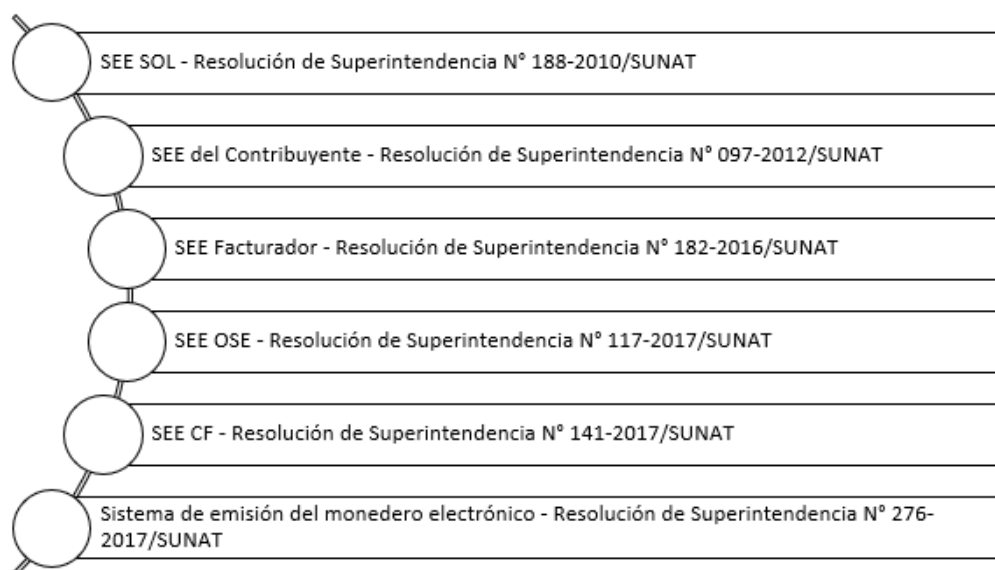 SEE SOL - Resolución de Superintendencia N° 188-2010/SUNAT
SEE del Contribuyente - Resolución de Superintendencia N° 097-2012/SUNAT
SEE Facturador - Resolución de Superintendencia N° 182-2016/SUNAT
SEE OSE - Resolución de Superintendencia N° 117-2017/SUNAT
SEE CF - Resolución de Superintendencia N° 141-2017/SUNAT
Sistema de emisión del monedero electrónico - Resolución de Superintendencia N° 276-
2017/SUNAT